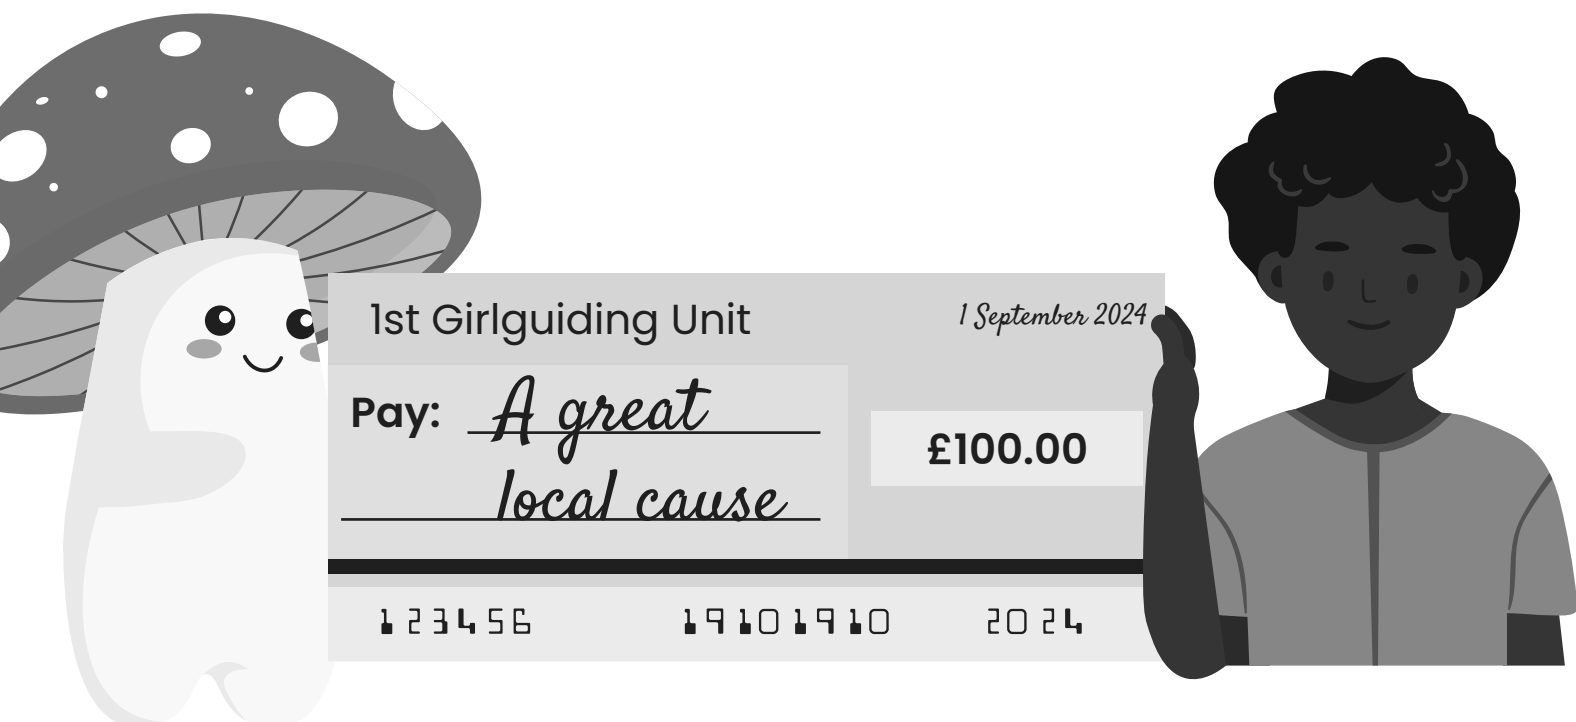 1st Girlguiding Unit
1 September 2024
Pay: A great
local cause
£100.00
123456 19101910 2024